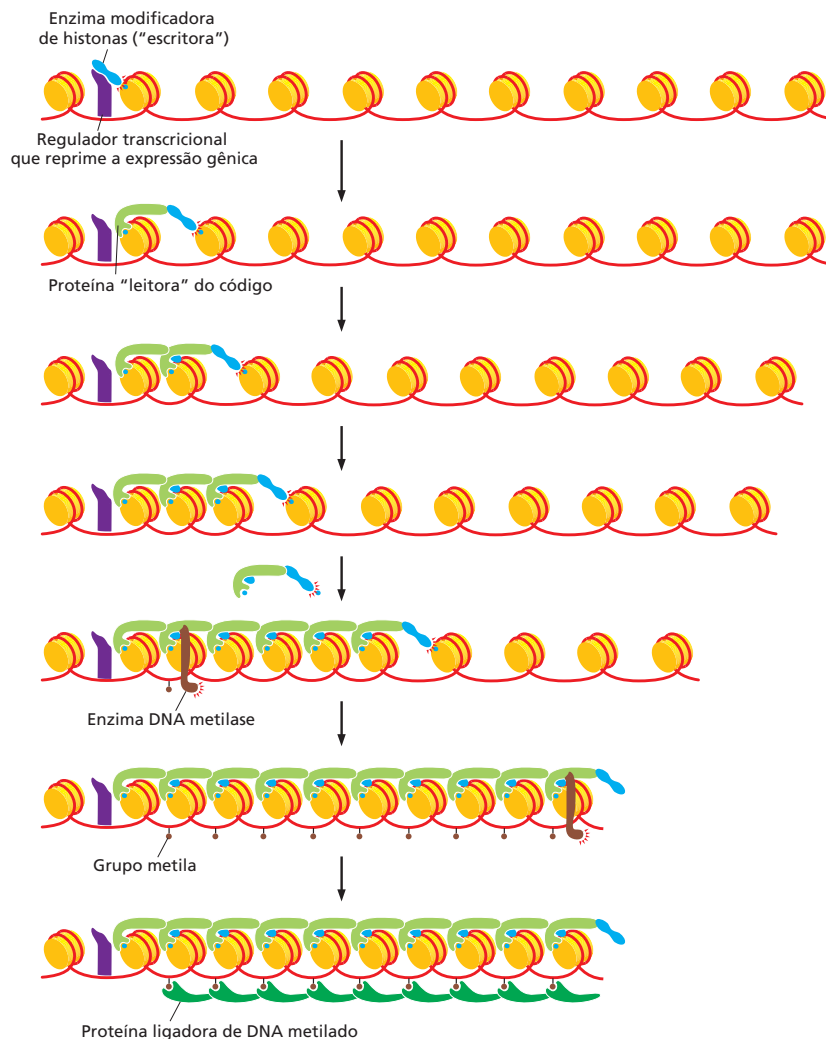 Enzima modificadora
de histonas (“escritora”)
Regulador transcricional
que reprime a expressão gênica
Proteína “leitora” do código
Enzima DNA metilase
Grupo metila
Proteína ligadora de DNA metilado